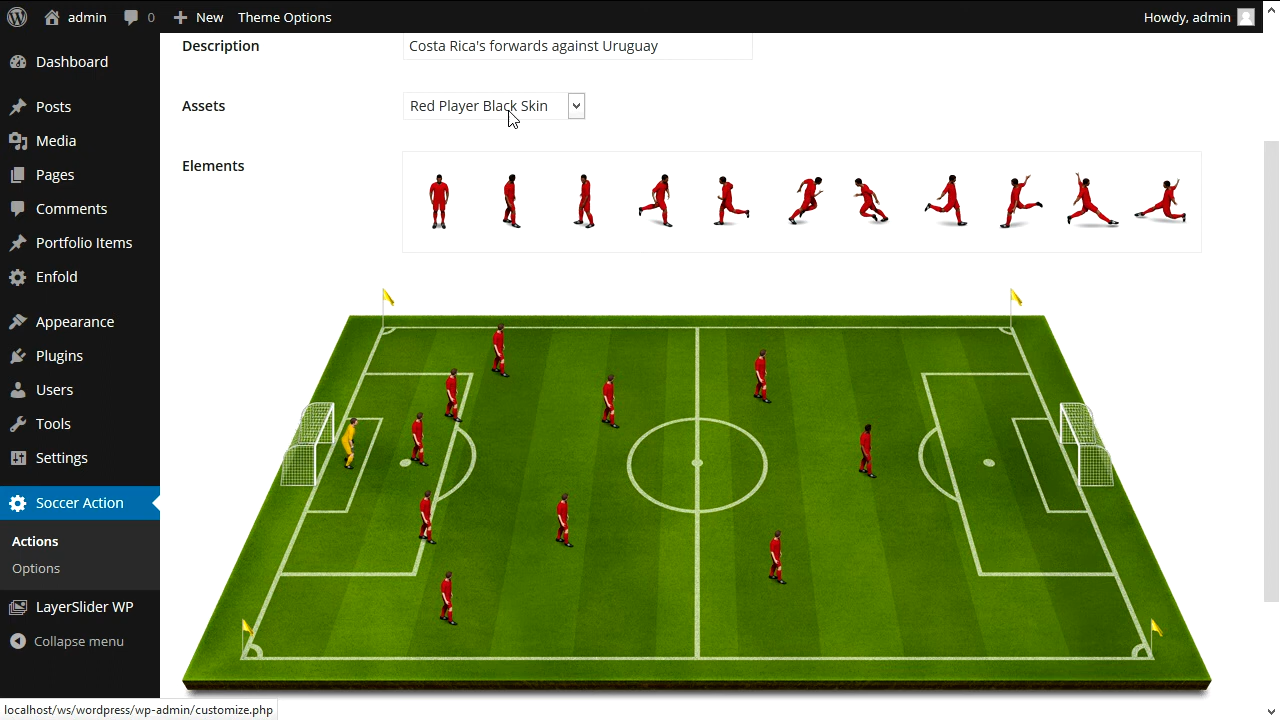 admin 0 New Theme Options Howdy, admin
Dashboard
Posts
Media
Pages
Comments
Portfolio Items
Enfold
Appearance
Plugins
Users
Tools
Settings
Soccer Action
Actions
Options
LayerSlider WP
Collapse menu
Description Costa Rica's forwards against Uruguay
Assets Red Player Black Skin
Elements
localhost/ws/wordpress/wp-admin/customize.php